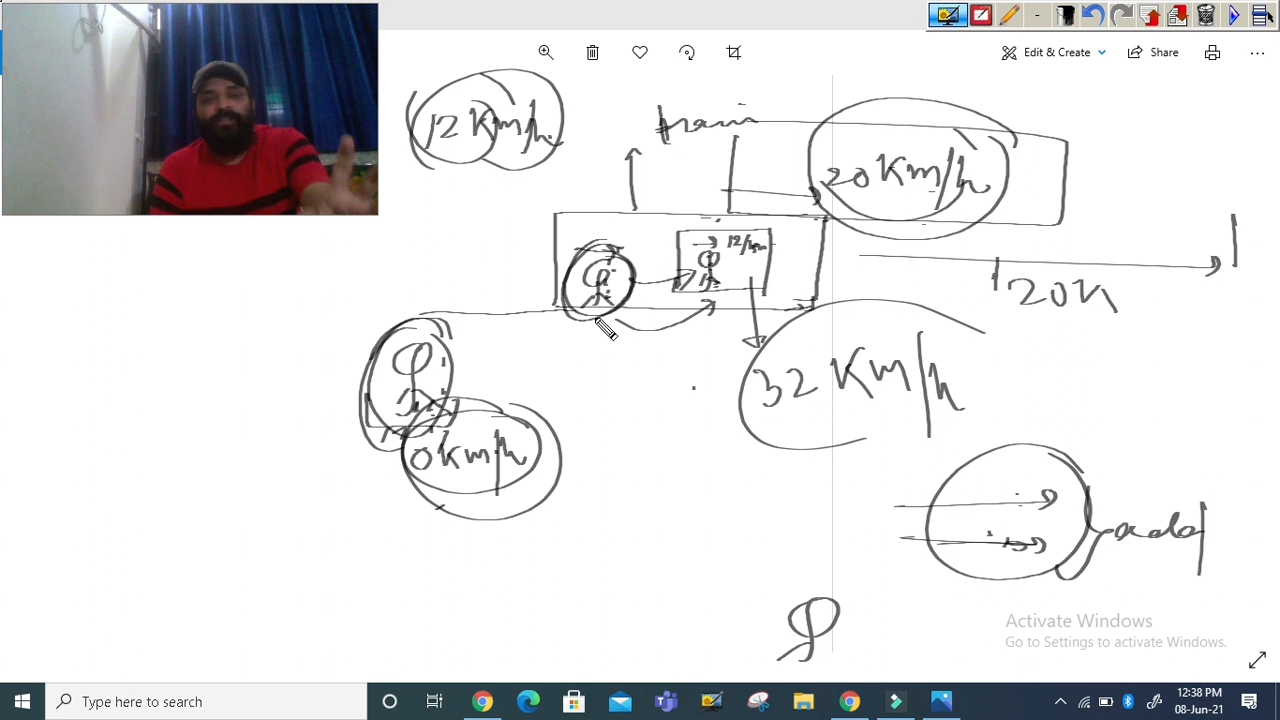 Edit & Create
Share
12 Km/h
train
20 Km/h
12/km
20K
32 Km/h
0 Km/h
Activate Windows
Go to Settings to activate Windows.
Type here to search
12:38 PM
08-Jun-21